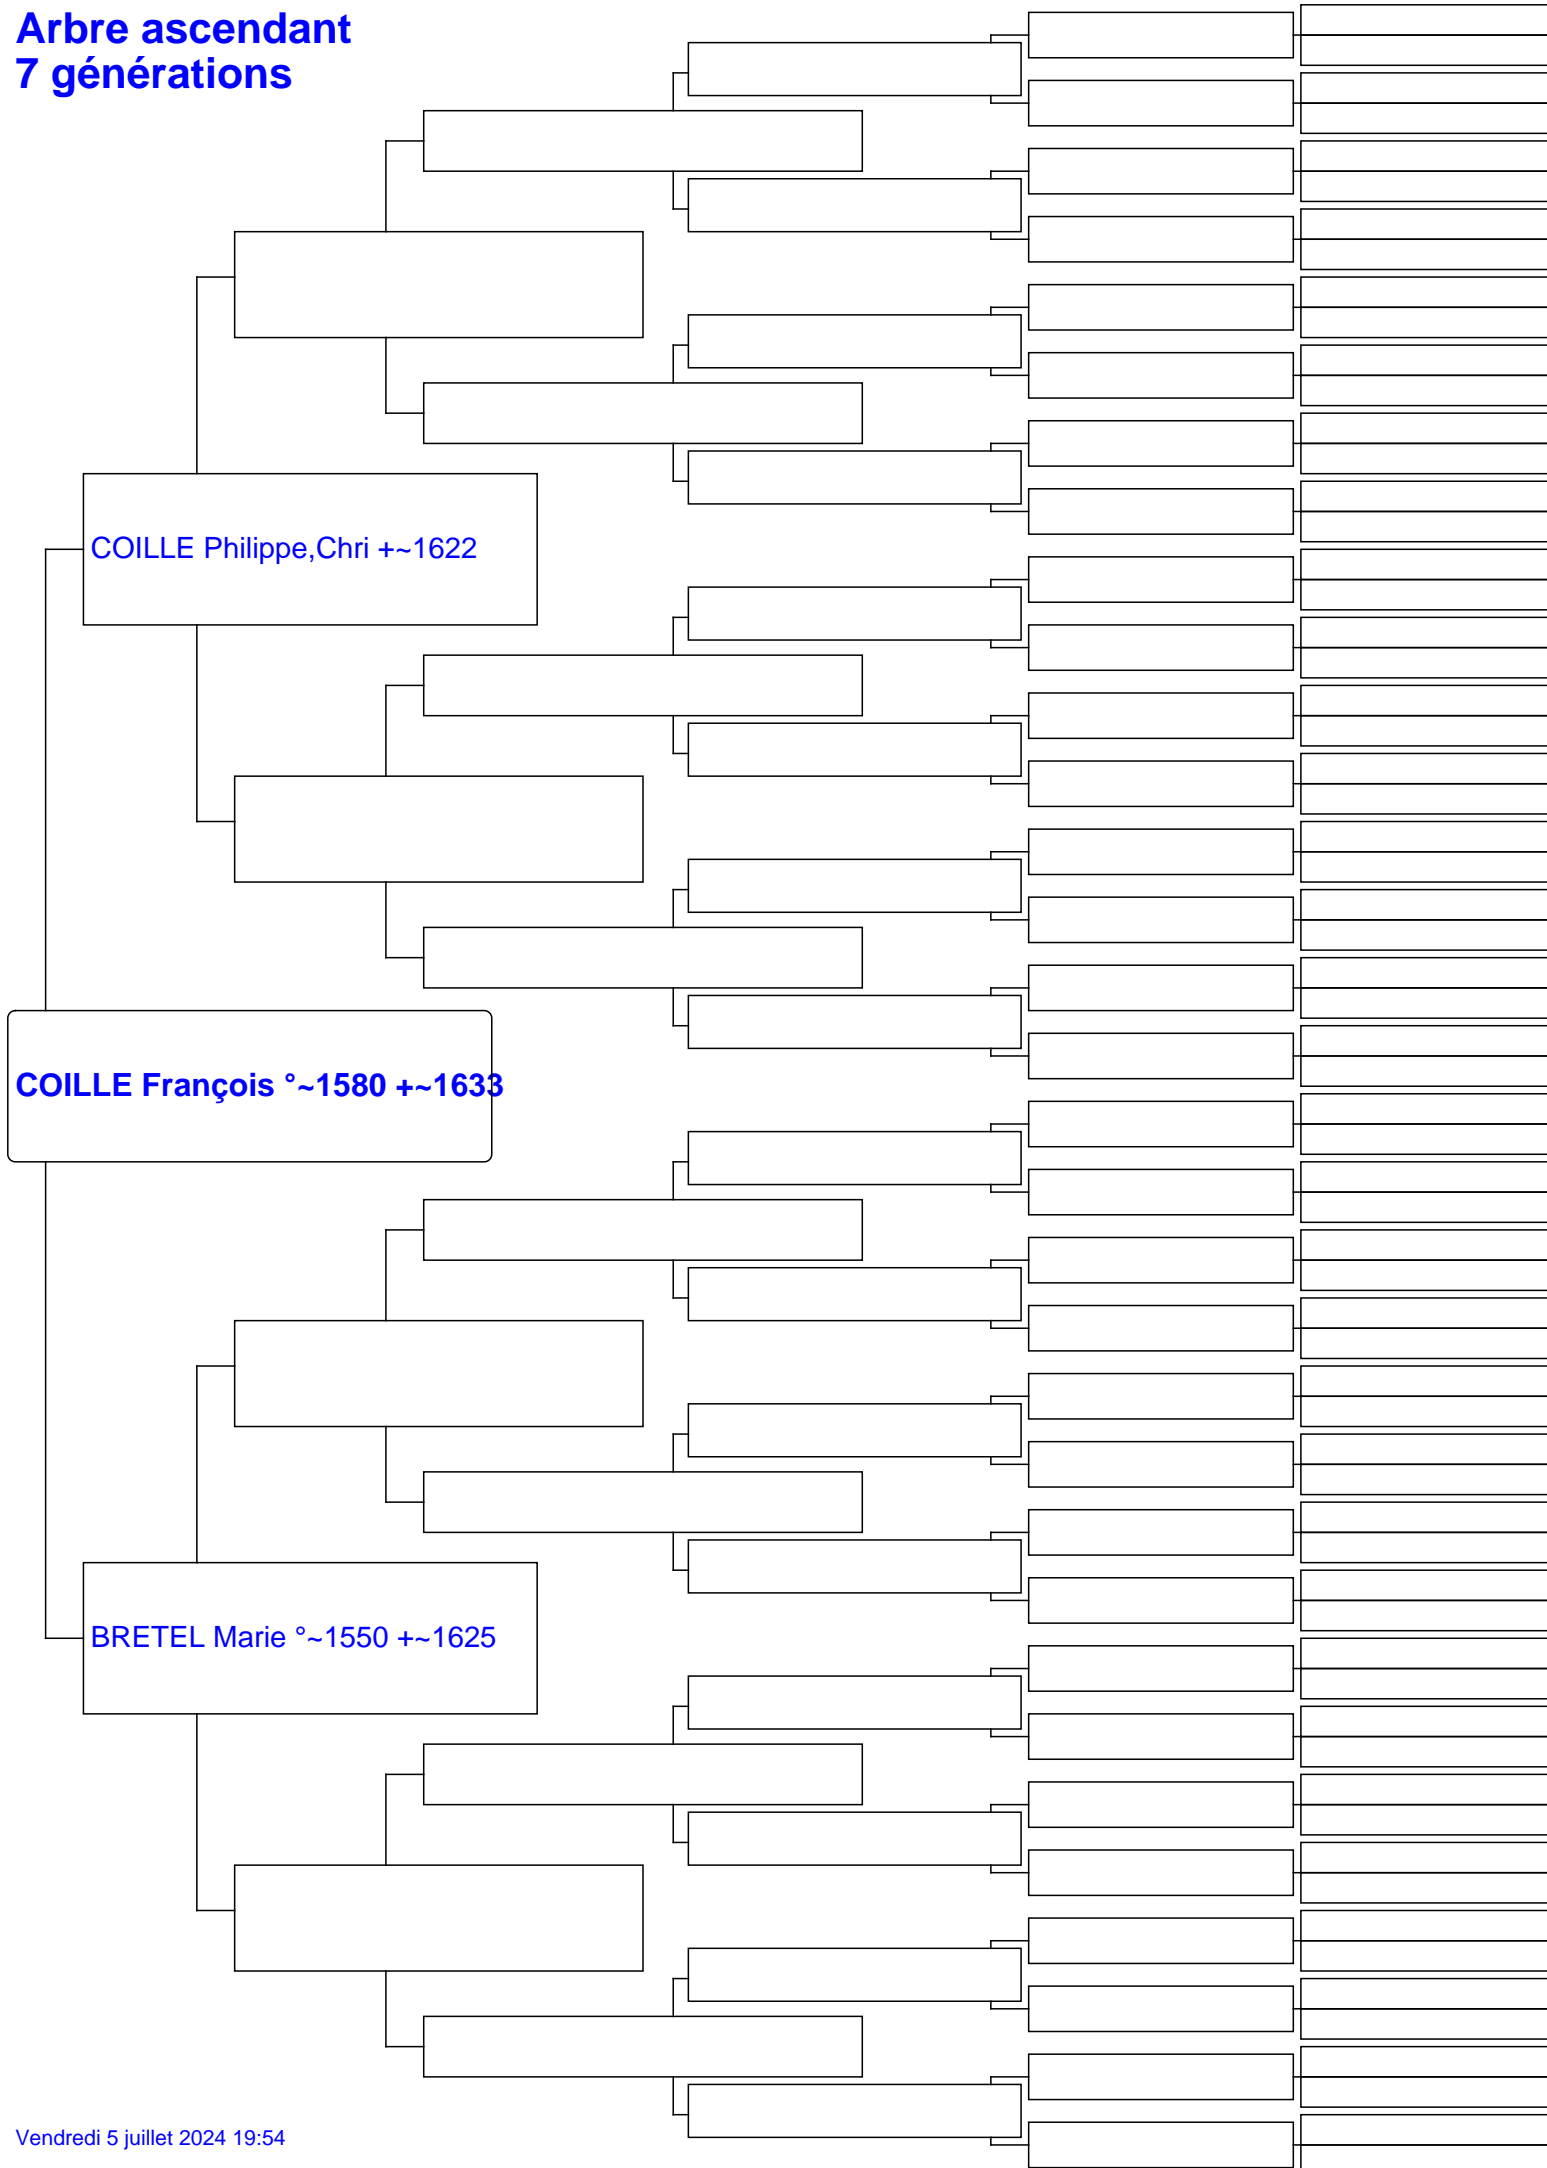 Arbre ascendant
7 générations
COILLE Philippe,Chri +~1622
COILLE François °~1580 +~1633
BRETEL Marie °~1550 +~1625
Vendredi 5 juillet 2024 19:54